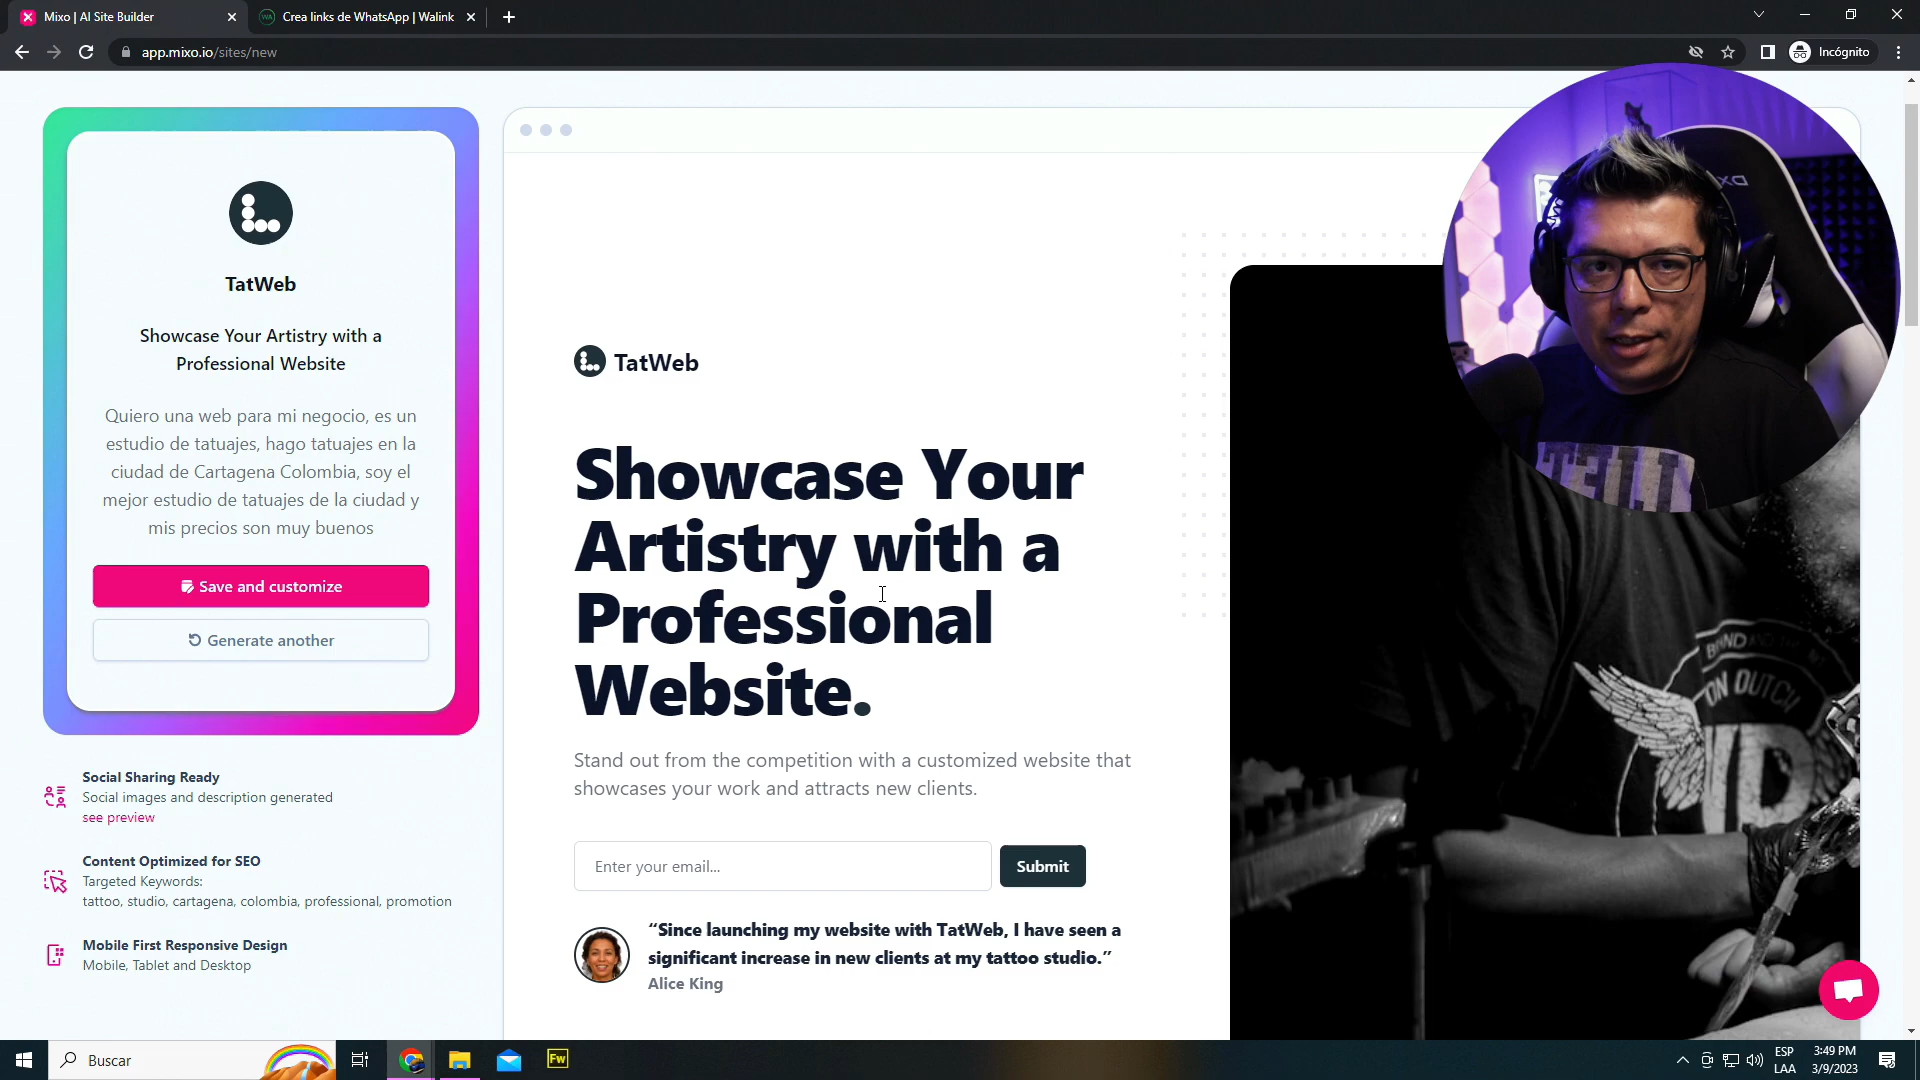 Mixo | AI Site Builder
WA
Crea links de WhatsApp | Walink
app.mixo.io/sites/new
Incógnito
TatWeb
Showcase Your Artistry with a
Professional Website
Quiero una web para mi negocio, es un
estudio de tatuajes, hago tatuajes en la
ciudad de Cartagena Colombia, soy el
mejor estudio de tatuajes de la ciudad y
mis precios son muy buenos
Save and customize
Generate another
Social Sharing Ready
Social images and description generated
see preview
Content Optimized for SEO
Targeted Keywords:
tattoo, studio, cartagena, colombia, professional, promotion
Mobile First Responsive Design
Mobile, Tablet and Desktop
TatWeb
Showcase Your
Artistry with a
Professional
Website.
Stand out from the competition with a customized website that
showcases your work and attracts new clients.
Enter your email...
Submit
“Since launching my website with TatWeb, I have seen a
significant increase in new clients at my tattoo studio.”
Alice King
ON DUTCH
Buscar
Fw
ESP
LAA
3:49 PM
3/9/2023